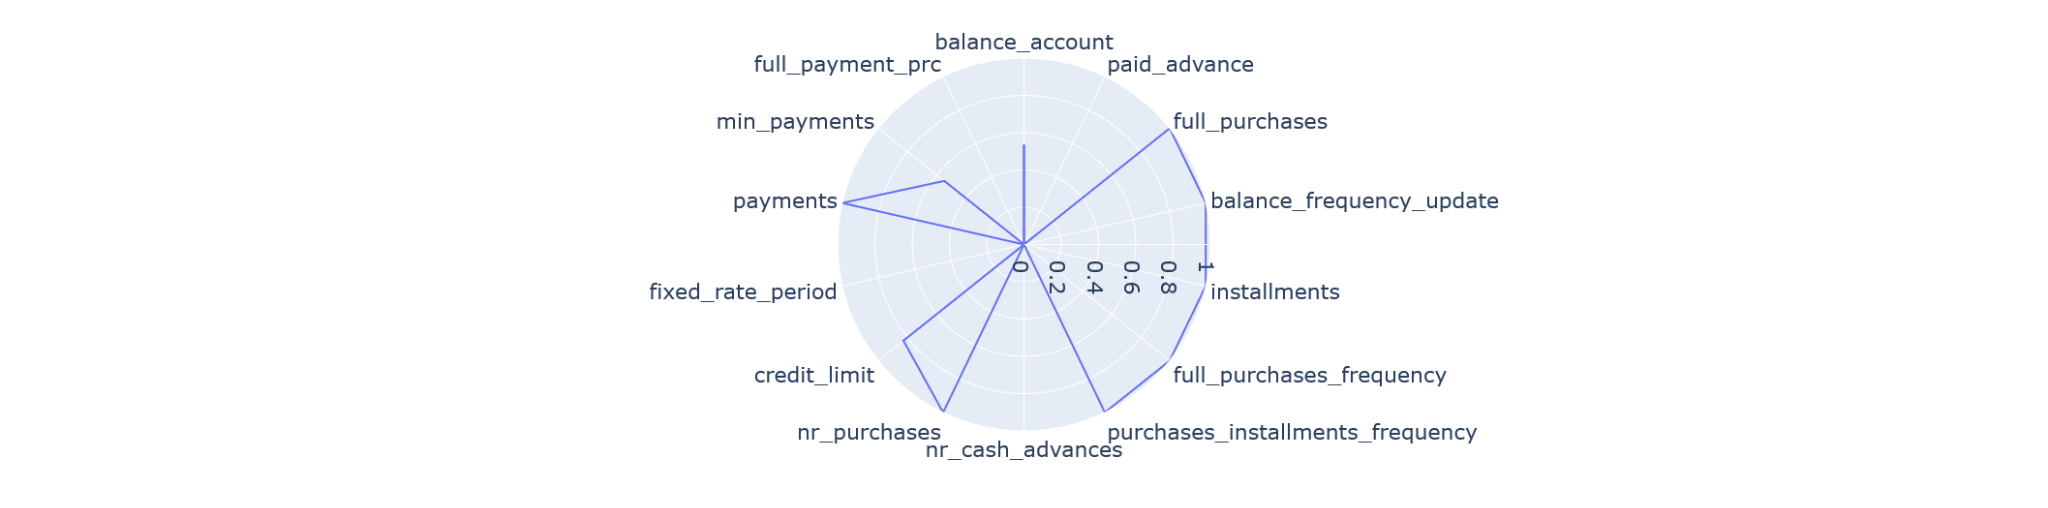 balance_account
full_payment_prc
paid_advance
min_payments
full_purchases
payments
balance_frequency_update
0
0.2
0.4
0.6
0.8
1
fixed_rate_period
installments
credit_limit
full_purchases_frequency
nr_purchases
purchases_installments_frequency
nr_cash_advances